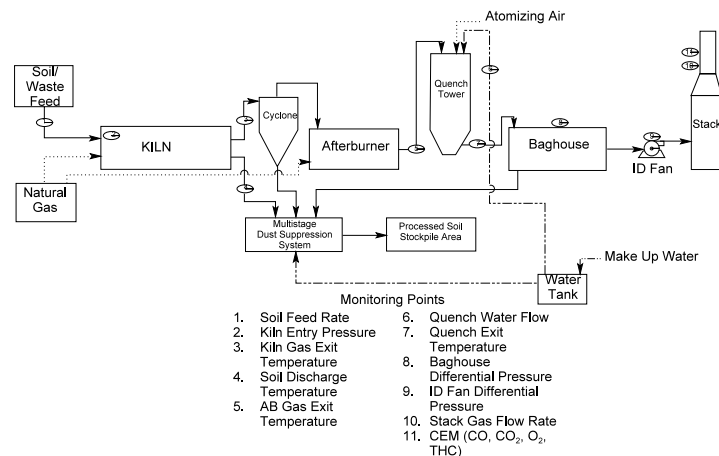 Atomizing Air
Soil/
Waste
Feed
Quench
Tower
Cyclone
KILN
Afterburner
Baghouse
Stack
ID Fan
Natural
Gas
Multistage
Dust Suppression
System
Processed Soil
Stockpile Area
Make Up Water
Water
Tank
Monitoring Points
1. Soil Feed Rate
2. Kiln Entry Pressure
3. Kiln Gas Exit
Temperature
4. Soil Discharge
Temperature
5. AB Gas Exit
Temperature
6. Quench Water Flow
7. Quench Exit
Temperature
8. Baghouse
Differential Pressure
9. ID Fan Differential
Pressure
10. Stack Gas Flow Rate
11. CEM (CO, CO₂, O₂,
THC)